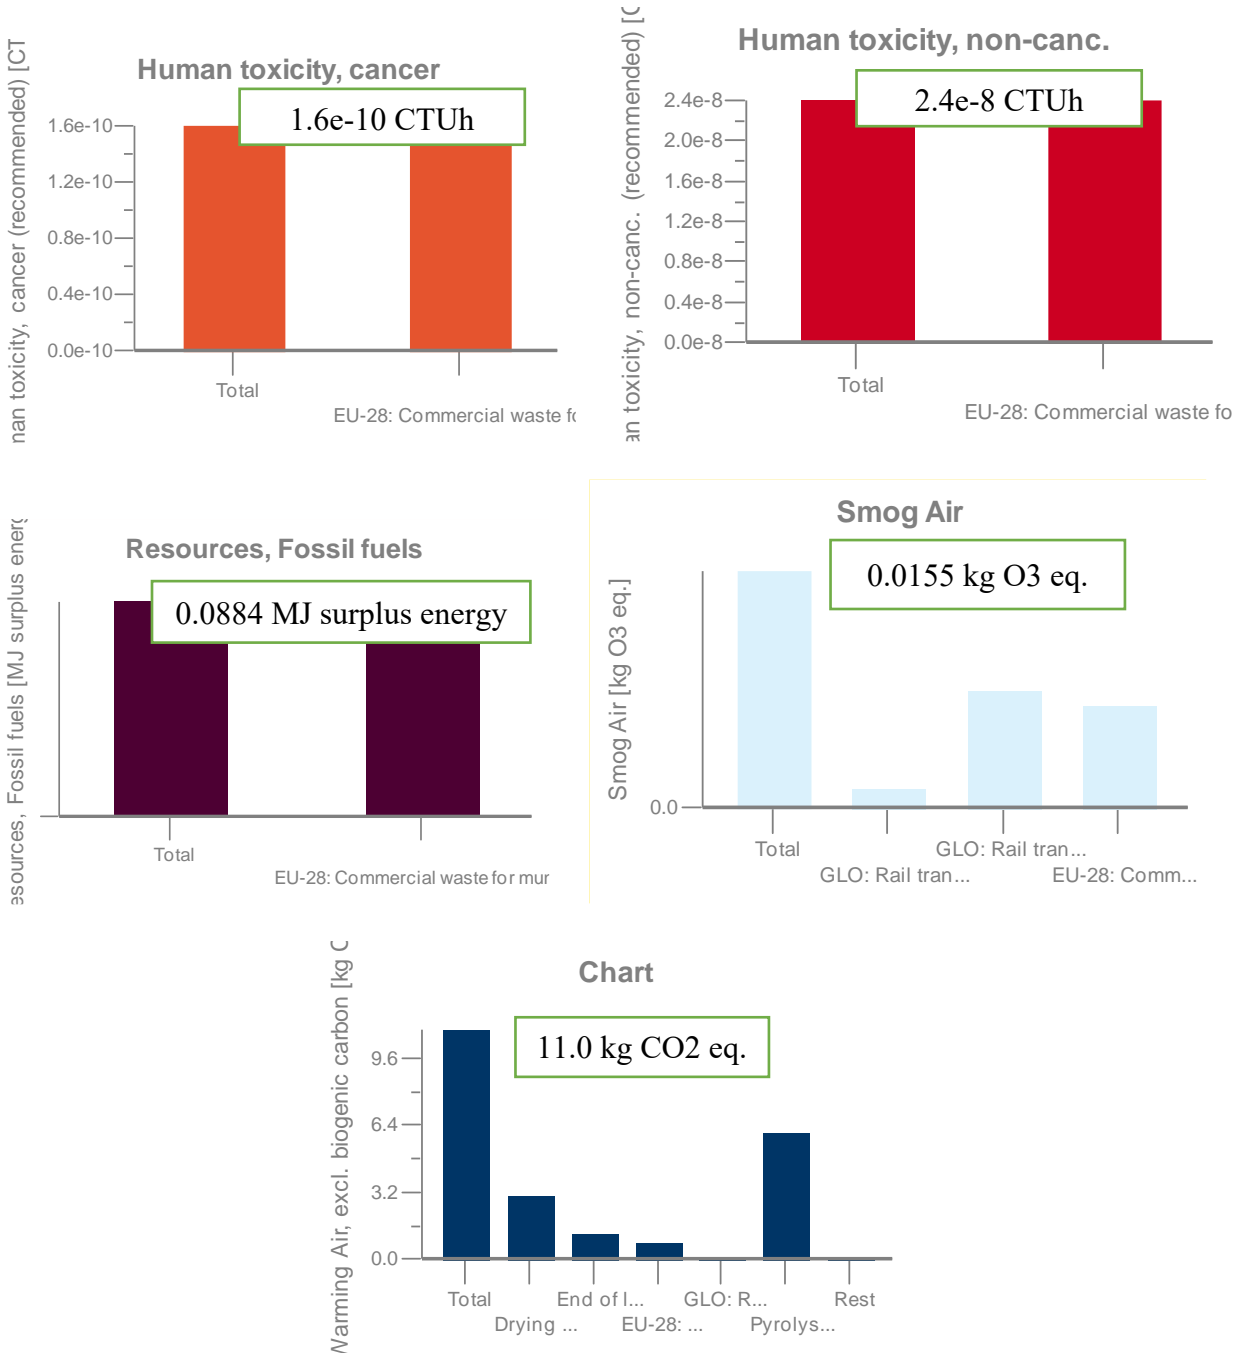 Human toxicity, cancer
1.6e-10 CTUh
cancer (recommended) [CT
toxicity,
1.6e-10
1.2e-10
0.8e-10
0.4e-10
0.0e-10
Total
EU-28: Commercial waste
Human toxicity, non-canc.
2.4e-8 CTUh
toxicity, non-canc. (recommended) [C
2.4e-8
2.0e-8
1.6e-8
1.2e-8
0.8e-8
0.4e-8
0.0e-8
Total
EU-28: Commercial waste fo
Resources, Fossil fuels
0.0884 MJ surplus energy
esources, Fossil fuels [MJ surplus ener
Total
EU-28: Commercial waste for mur
Smog Air
0.0155 kg O3 eq.
Smog Air [kg O3 eq.]
0.0
Total
GLO: Rail tran...
GLO: Rail tran...
EU-28: Comm...
Chart
11.0 kg CO2 eq.
Warming Air, excl. biogenic carbon [kg C
9.6
6.4
3.2
0.0
Total
Drying ...
End of l...
EU-28: ...
GLO: R...
Pyrolys...
Rest